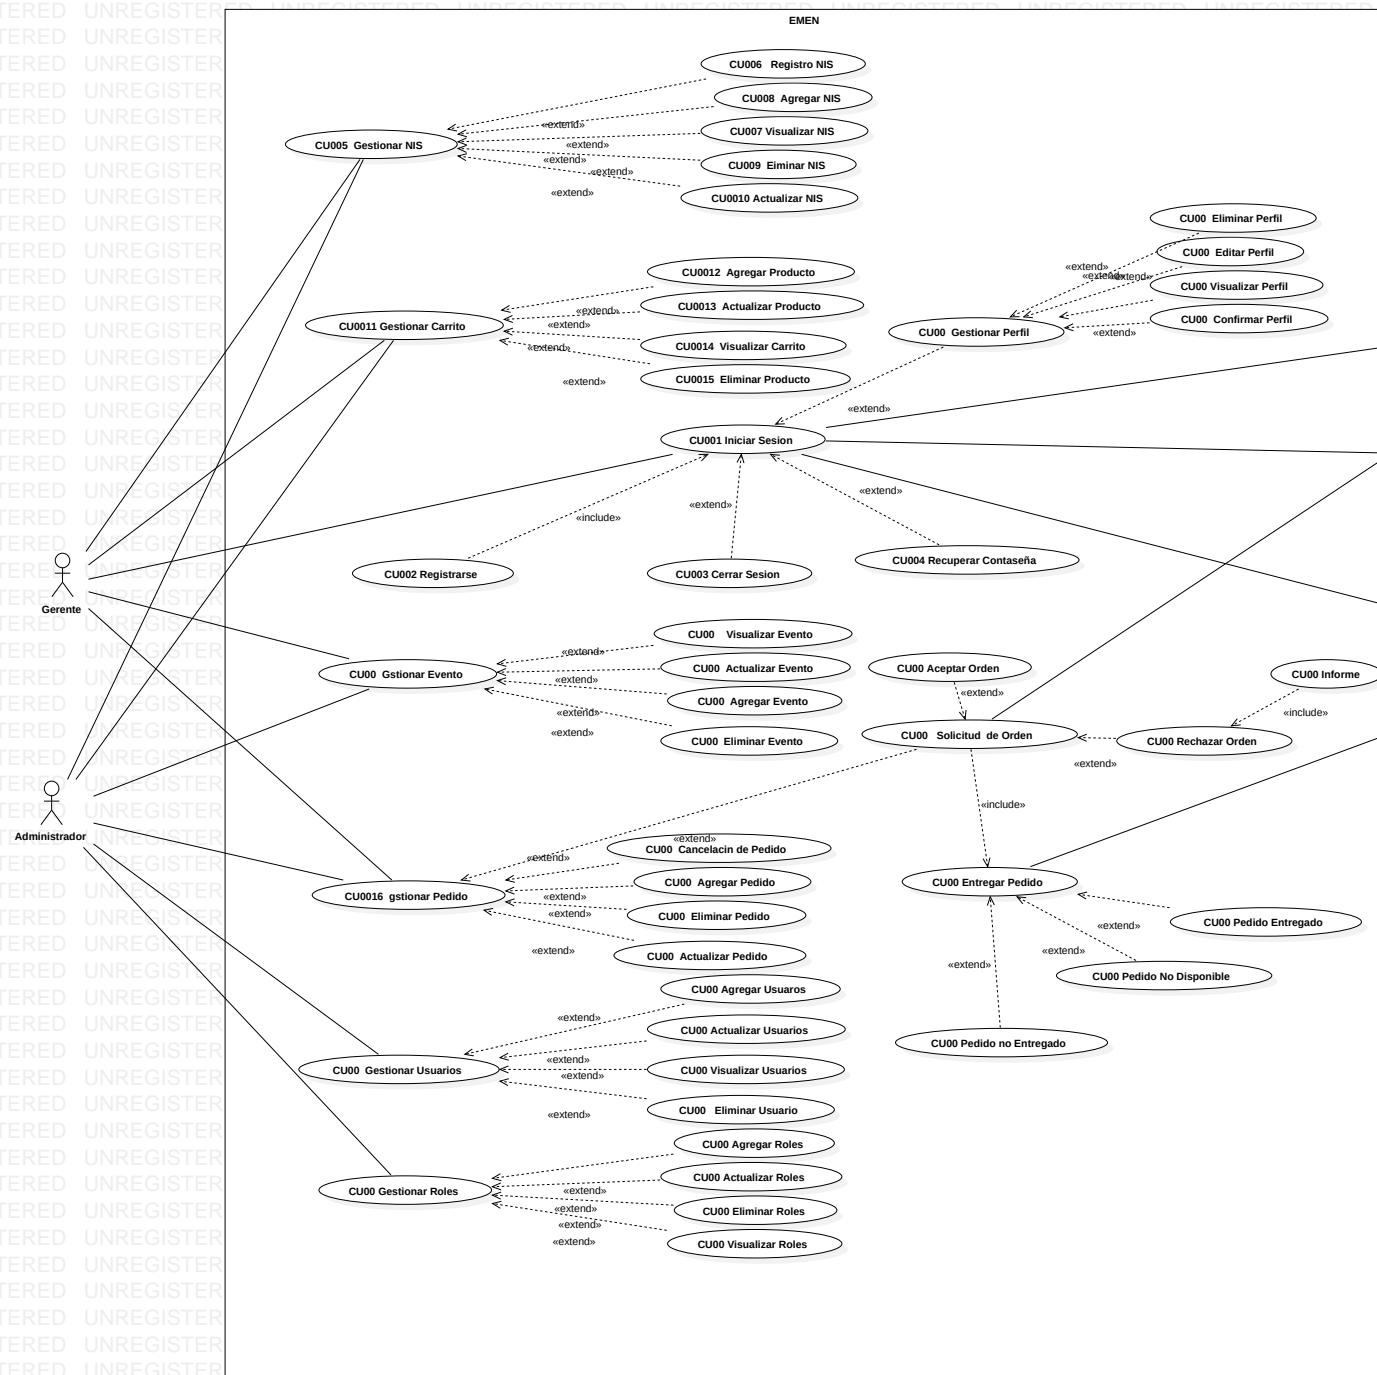 EMEN
CU006 Registro NIS
CU008 Agregar NIS
CU007 Visualizar NIS
CU009 Eiminar NIS
CU0010 Actualizar NIS
CU005 Gestionar NIS
«extend»
«extend»
«extend»
«extend»
«extend»
CU00 Eliminar Perfil
CU00 Editar Perfil
CU00 Visualizar Perfil
CU00 Confirmar Perfil
CU00 Gestionar Perfil
«extend»
«extend»
«extend»
«extend»
CU0012 Agregar Producto
CU0013 Actualizar Producto
CU0014 Visualizar Carrito
CU0015 Eliminar Producto
CU0011 Gestionar Carrito
«extend»
«extend»
«extend»
«extend»
«extend»
CU001 Iniciar Sesion
«include»
«extend»
«extend»
CU002 Registrarse
CU003 Cerrar Sesion
CU004 Recuperar Contaseña
Gerente
CU00 Visualizar Evento
CU00 Actualizar Evento
CU00 Agregar Evento
CU00 Eliminar Evento
CU00 Gstionar Evento
«extend»
«extend»
«extend»
«extend»
CU00 Aceptar Orden
«extend»
CU00 Solicitud de Orden
CU00 Informe
«include»
CU00 Rechazar Orden
«extend»
«include»
Administrador
«extend»
CU00 Cancelacin de Pedido
CU00 Agregar Pedido
CU00 Eliminar Pedido
CU00 Actualizar Pedido
CU0016 gstionar Pedido
«extend»
«extend»
«extend»
«extend»
CU00 Entregar Pedido
CU00 Pedido Entregado
CU00 Pedido No Disponible
CU00 Pedido no Entregado
«extend»
«extend»
«extend»
CU00 Agregar Usuaros
CU00 Actualizar Usuarios
CU00 Visualizar Usuarios
CU00 Eliminar Usuario
CU00 Gestionar Usuarios
«extend»
«extend»
«extend»
«extend»
CU00 Agregar Roles
CU00 Actualizar Roles
CU00 Eliminar Roles
CU00 Visualizar Roles
CU00 Gestionar Roles
«extend»
«extend»
«extend»
«extend»
UNREGISTERED